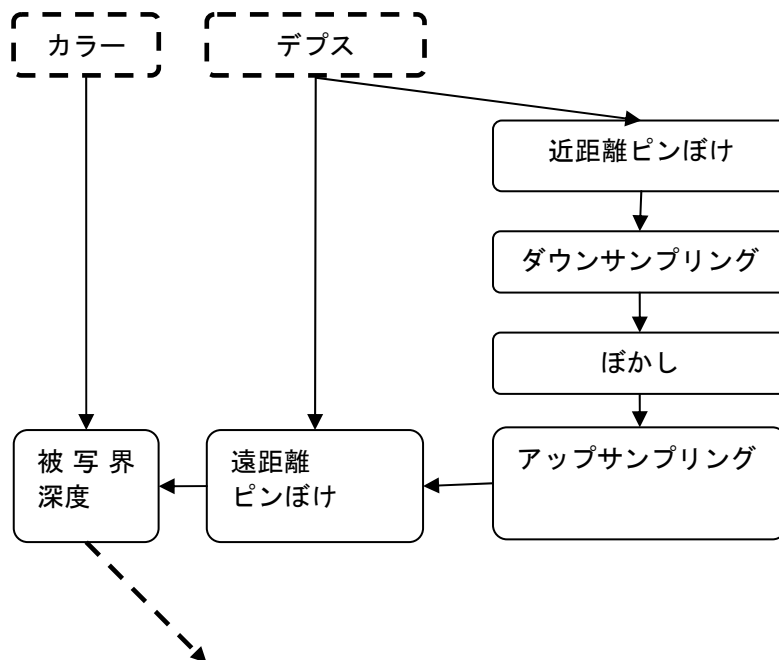 カラー
デプス
近距離ピンぼけ
ダウンサンプリング
ぼかし
アップサンプリング
遠距離
ピンぼけ
被写界
深度